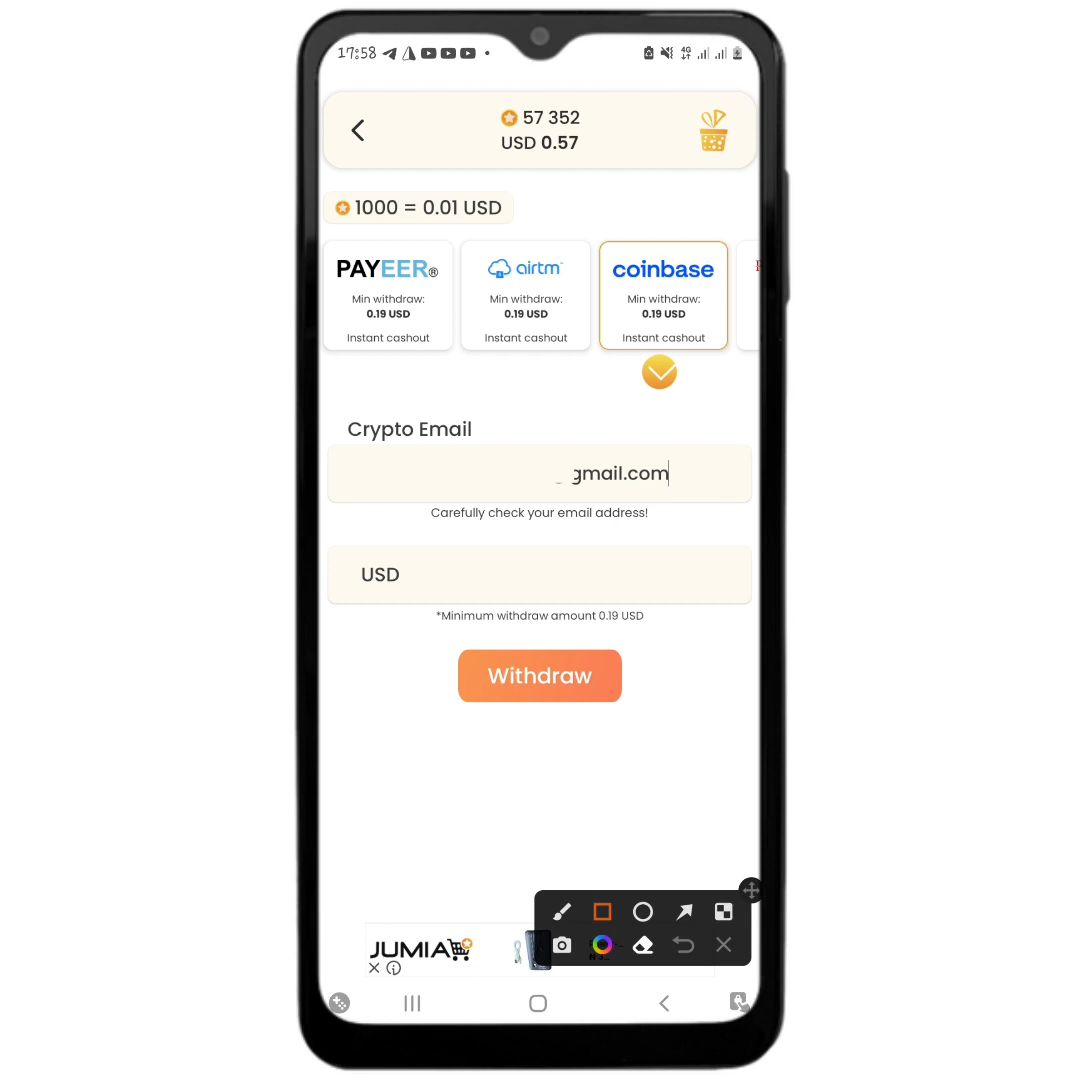 17:58
4G
57 352
USD 0.57
1000 = 0.01 USD
PAYEER®
Min withdraw:
0.19 USD
Instant cashout
airtm
Min withdraw:
0.19 USD
Instant cashout
coinbase
Min withdraw:
0.19 USD
Instant cashout
Crypto Email
gmail.com
Carefully check your email address!
USD
*Minimum withdraw amount 0.19 USD
Withdraw
JUMIA